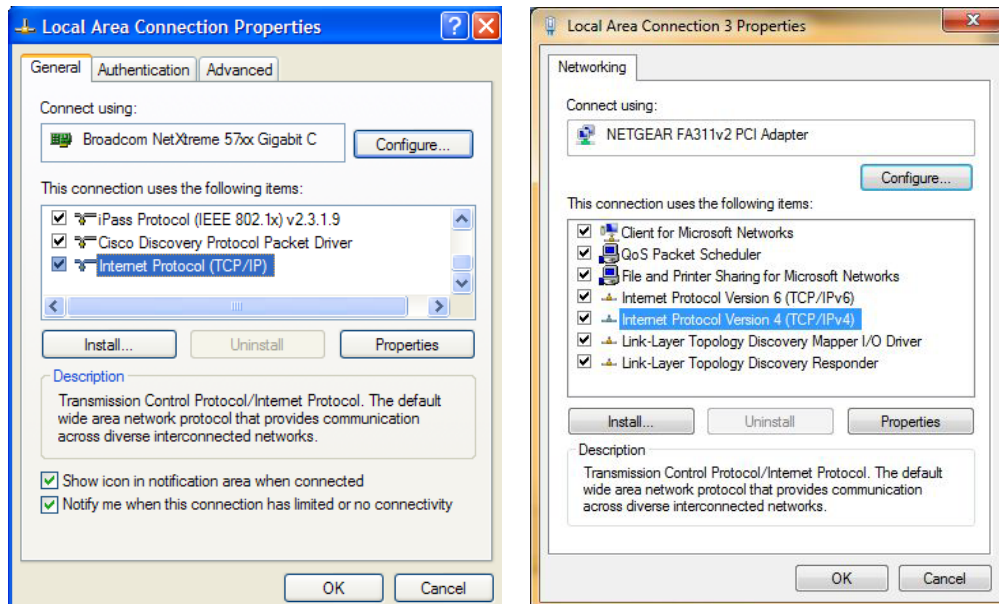 Local Area Connection Properties
General Authentication Advanced
Connect using:
Broadcom NetXtreme 57xx Gigabit C
Configure...
This connection uses the following items:
iPass Protocol (IEEE 802.1x) v2.3.1.9
Cisco Discovery Protocol Packet Driver
Internet Protocol (TCP/IP)
Install... Uninstall Properties
Description
Transmission Control Protocol/Internet Protocol. The default
wide area network protocol that provides communication
across diverse interconnected networks.
Show icon in notification area when connected
Notify me when this connection has limited or no connectivity
OK Cancel
Local Area Connection 3 Properties
Networking
Connect using:
NETGEAR FA311v2 PCI Adapter
Configure...
This connection uses the following items:
Client for Microsoft Networks
QoS Packet Scheduler
File and Printer Sharing for Microsoft Networks
Internet Protocol Version 6 (TCP/IPv6)
Internet Protocol Version 4 (TCP/IPv4)
Link-Layer Topology Discovery Mapper I/O Driver
Link-Layer Topology Discovery Responder
Install... Uninstall Properties
Description
Transmission Control Protocol/Internet Protocol. The default
wide area network protocol that provides communication
across diverse interconnected networks.
OK Cancel